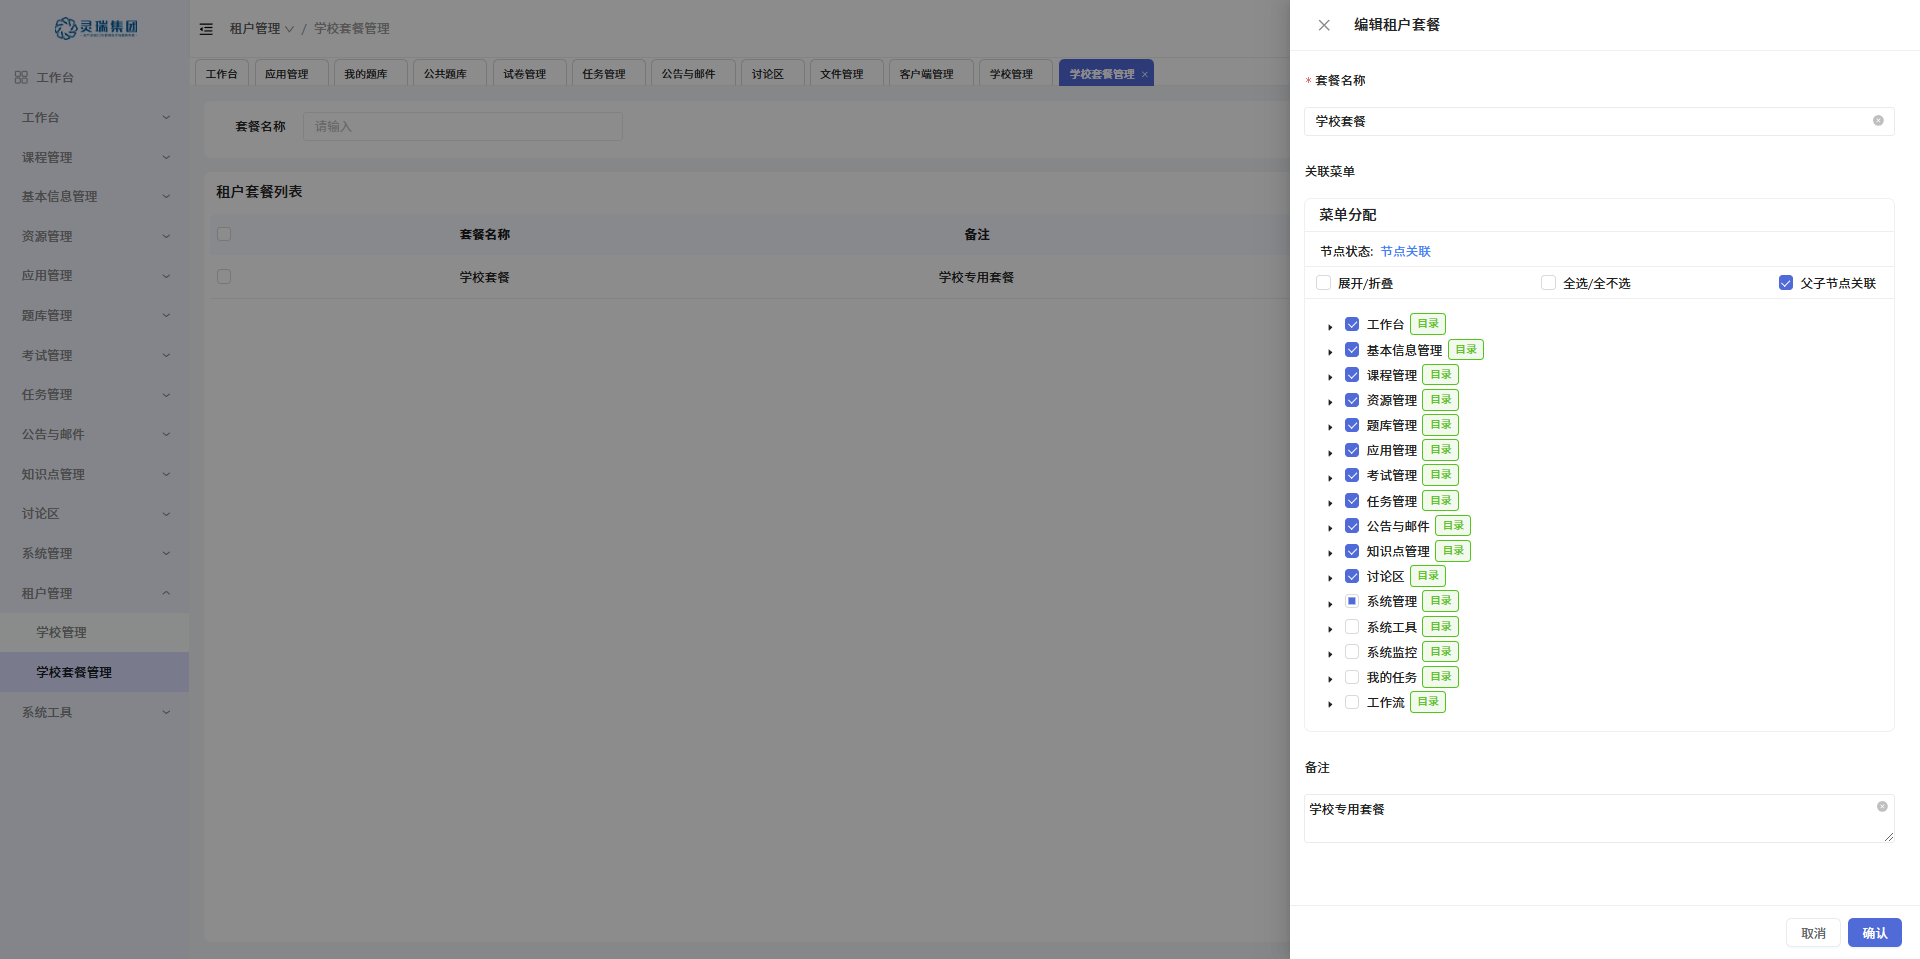 灵瑞集团
工作台
工作台
课程管理
基本信息管理
资源管理
应用管理
题库管理
考试管理
任务管理
公告与邮件
知识点管理
讨论区
系统管理
租户管理
学校管理
学校套餐管理
系统工具
租户管理 / 学校套餐管理
工作台 应用管理 我的题库 公共题库 试卷管理 任务管理 公告与邮件 讨论区 文件管理 客户端管理 学校管理 学校套餐管理
套餐名称 请输入
租户套餐列表
套餐名称 备注
学校套餐 学校专用套餐
编辑租户套餐
* 套餐名称
学校套餐
关联菜单
菜单分配
节点状态: 节点关联
展开/折叠 全选/全不选 父子节点关联
工作台 目录
基本信息管理 目录
课程管理 目录
资源管理 目录
题库管理 目录
应用管理 目录
考试管理 目录
任务管理 目录
公告与邮件 目录
知识点管理 目录
讨论区 目录
系统管理 目录
系统工具 目录
系统监控 目录
我的任务 目录
工作流 目录
备注
学校专用套餐
取消 确认